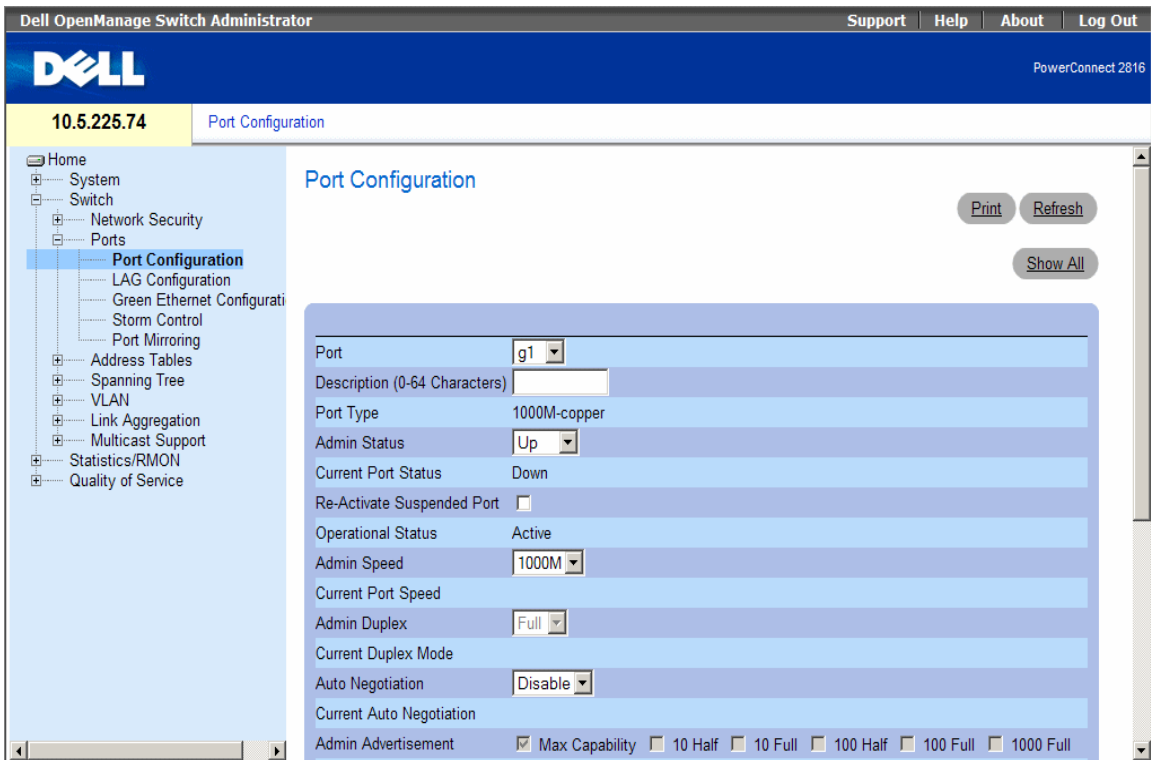 Dell OpenManage Switch Administrator
Support Help About Log Out
DELL
PowerConnect 2816
10.5.225.74
Port Configuration
Home
System
Switch
Network Security
Ports
Port Configuration
LAG Configuration
Green Ethernet Configurati
Storm Control
Port Mirroring
Address Tables
Spanning Tree
VLAN
Link Aggregation
Multicast Support
Statistics/RMON
Quality of Service
Port Configuration
Print Refresh
Show All
Port g1
Description (0-64 Characters)
Port Type 1000M-copper
Admin Status Up
Current Port Status Down
Re-Activate Suspended Port
Operational Status Active
Admin Speed 1000M
Current Port Speed
Admin Duplex Full
Current Duplex Mode
Auto Negotiation Disable
Current Auto Negotiation
Admin Advertisement Max Capability 10 Half 10 Full 100 Half 100 Full 1000 Full